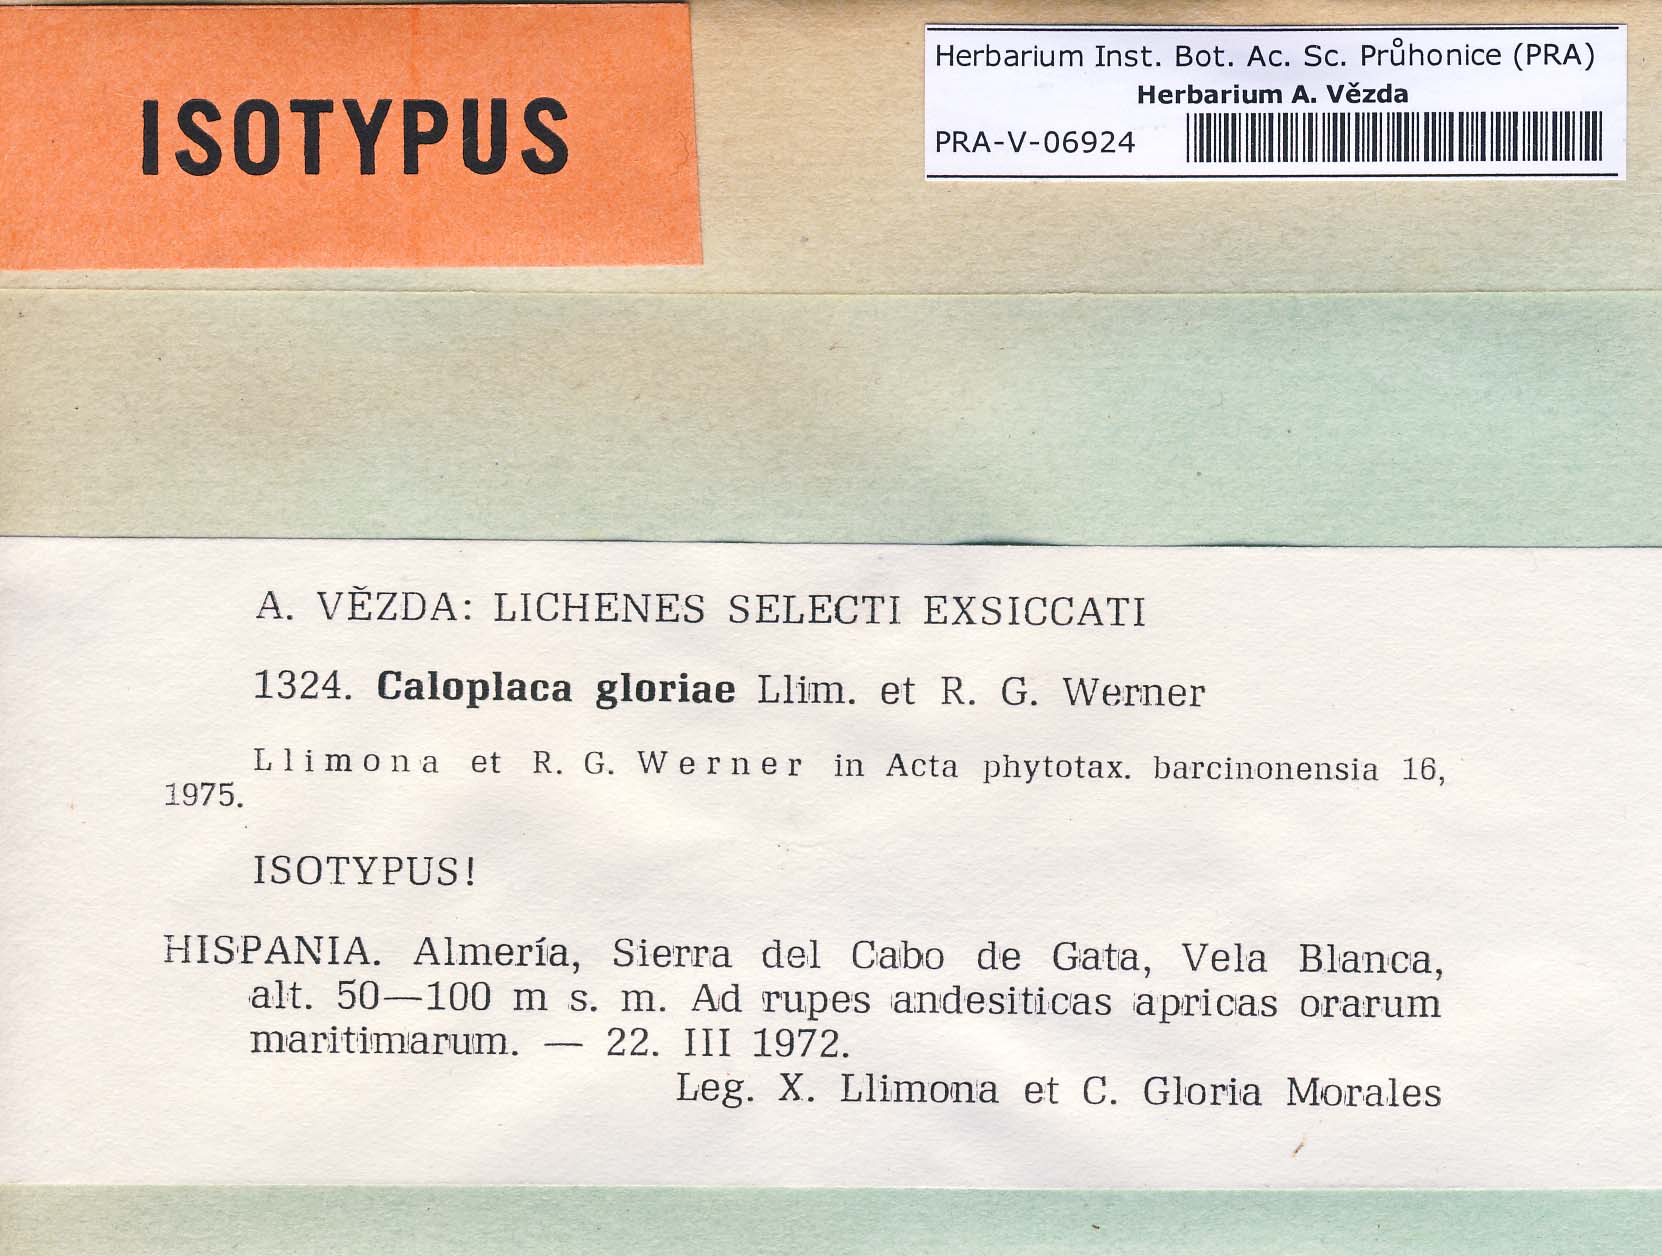 ISOTYPUS
Herbarium Inst. Bot. Ac. Sc. Průhonice (PRA)
Herbarium A. Vězda
PRA-V-06924
A. VĚZDA: LICHENES SELECTI EXSICCATI
1324. Caloplaca gloriae Llim. et R. G. Werner
Llimona et R. G. Werner in Acta phytotax. barcinonensia 16,
1975.
ISOTYPUS!
HISPANIA. Almería, Sierra del Cabo de Gata, Vela Blanca,
alt. 50—100 m s. m. Ad rupes andesiticas apricas orarum
maritimarum. — 22. III 1972.
Leg. X. Llimona et C. Gloria Morales